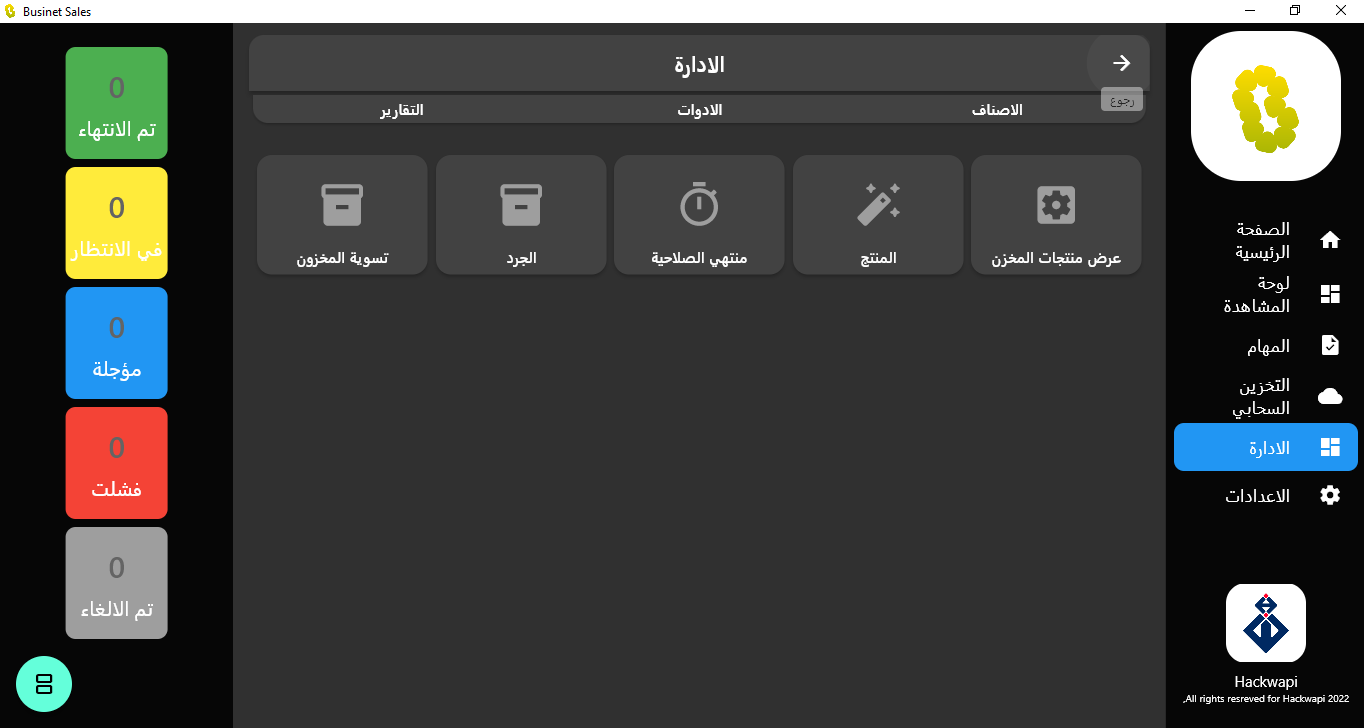 Businet Sales
الصفحة
الرئيسية
لوحة
المشاهدة
المهام
التخزين
السحابي
الادارة
الاعدادات
Hackwapi
,All rights resreved for Hackwapi 2022
الادارة
رجوع
الاصناف
الادوات
التقارير
عرض منتجات المخزن
المنتج
منتهي الصلاحية
الجرد
تسوية المخزون
0
تم الانتهاء
0
في الانتظار
0
مؤجلة
0
فشلت
0
تم الالغاء